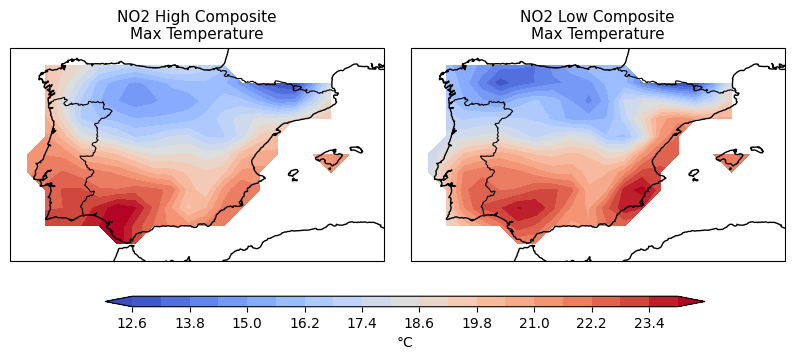 NO2 High Composite
Max Temperature
NO2 Low Composite
Max Temperature
12.6 13.8 15.0 16.2 17.4 18.6 19.8 21.0 22.2 23.4
°C